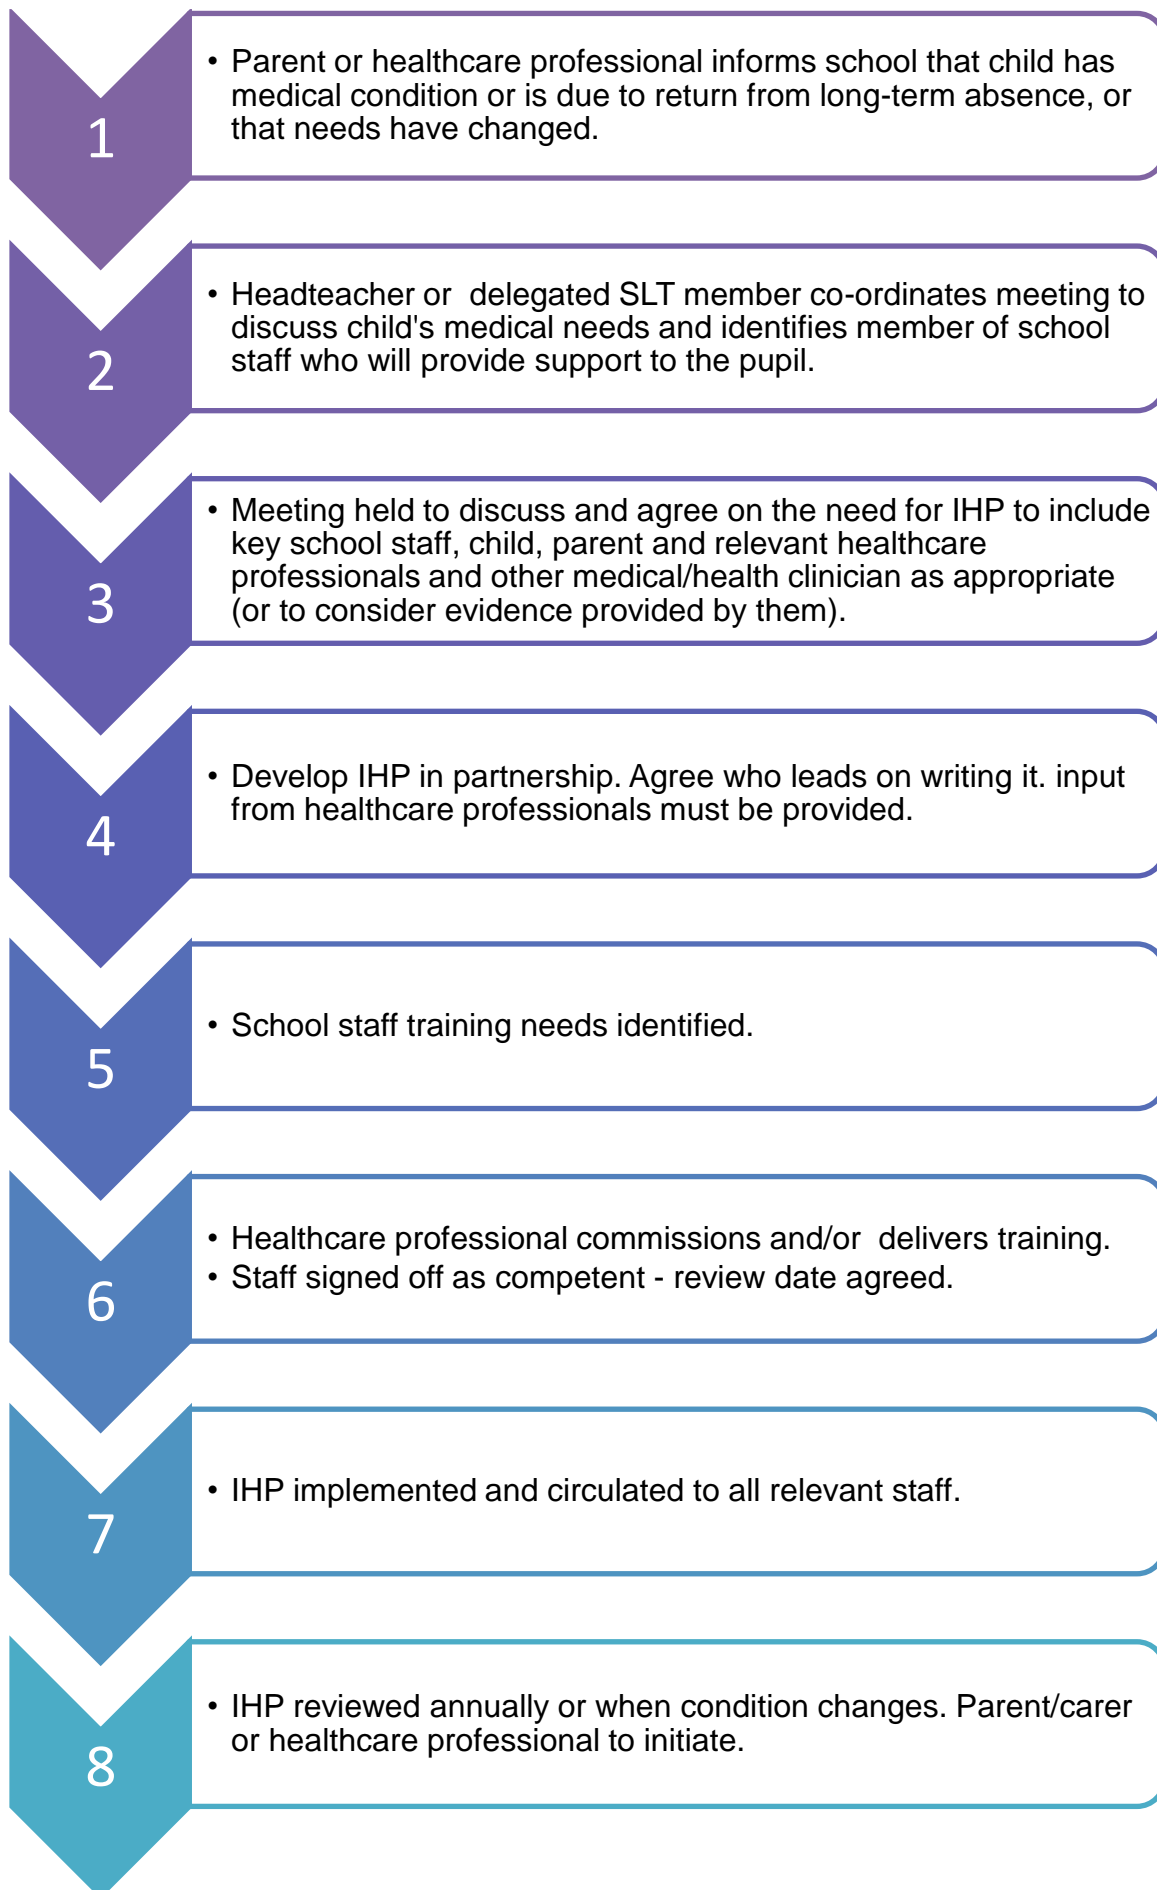 1
• Parent or healthcare professional informs school that child has
medical condition or is due to return from long-term absence, or
that needs have changed.
2
• Headteacher or  delegated SLT member co-ordinates meeting to
discuss child's medical needs and identifies member of school
staff who will provide support to the pupil.
3
• Meeting held to discuss and agree on the need for IHP to include
key school staff, child, parent and relevant healthcare
professionals and other medical/health clinician as appropriate
(or to consider evidence provided by them).
4
• Develop IHP in partnership. Agree who leads on writing it. input
from healthcare professionals must be provided.
5
• School staff training needs identified.
6
• Healthcare professional commissions and/or  delivers training.
• Staff signed off as competent - review date agreed.
7
• IHP implemented and circulated to all relevant staff.
8
• IHP reviewed annually or when condition changes. Parent/carer
or healthcare professional to initiate.